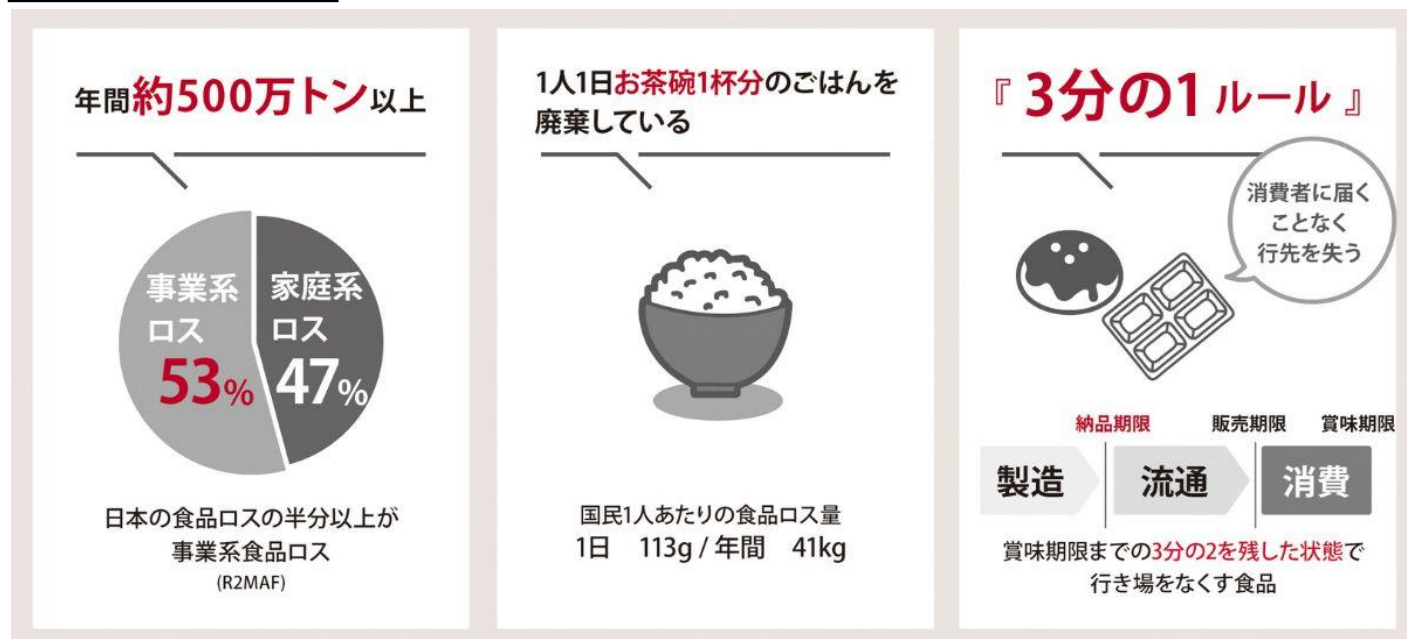 年間約500万トン以上
事業系
ロス
53%
家庭系
ロス
47%
日本の食品ロスの半分以上が
事業系食品ロス
(R2MAF)
1人1日お茶碗1杯分のごはんを
廃棄している
国民1人あたりの食品ロス量
1日 113g / 年間 41kg
『 3分の1 ルール 』
消費者に届く
ことなく
行先を失う
納品期限 販売期限 賞味期限
製造 流通 消費
賞味期限までの3分の2を残した状態で
行き場をなくす食品